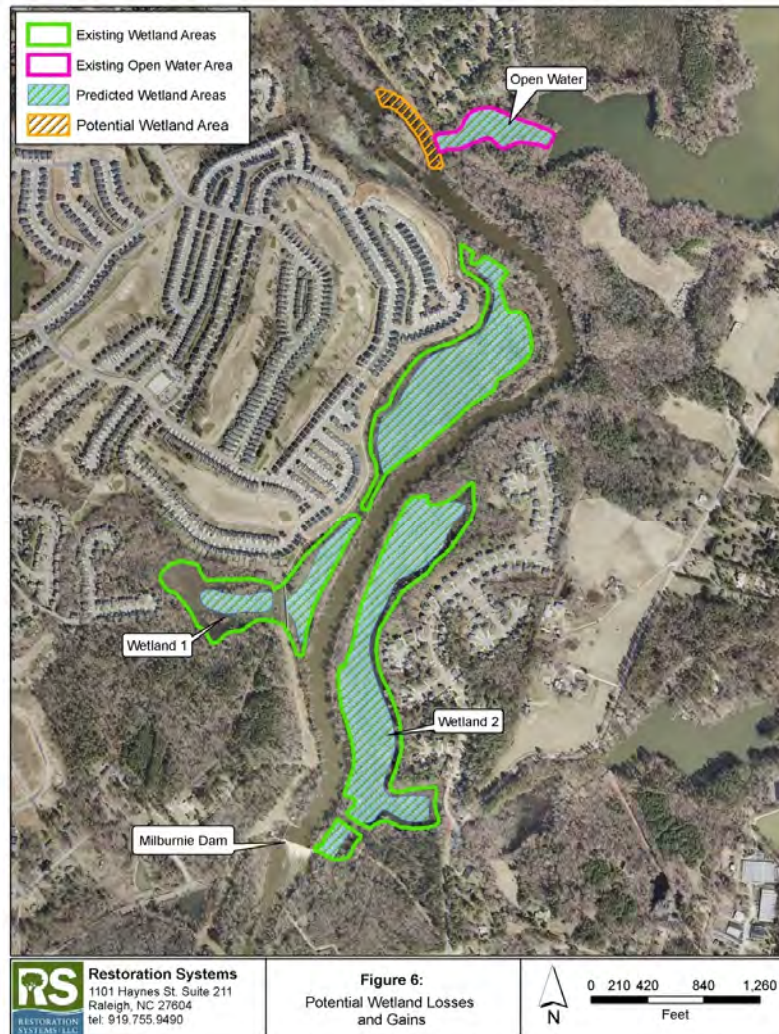 Existing Wetland Areas
Existing Open Water Area
Predicted Wetland Areas
Potential Wetland Area
Open Water
Wetland 1
Wetland 2
Milburnie Dam
RS
RESTORATION
SYSTEMS, LLC
Restoration Systems
1101 Haynes St. Suite 211
Raleigh, NC 27604
tel: 919.755.9490
Figure 6:
Potential Wetland Losses
and Gains
N
0 210 420 840 1,260
Feet